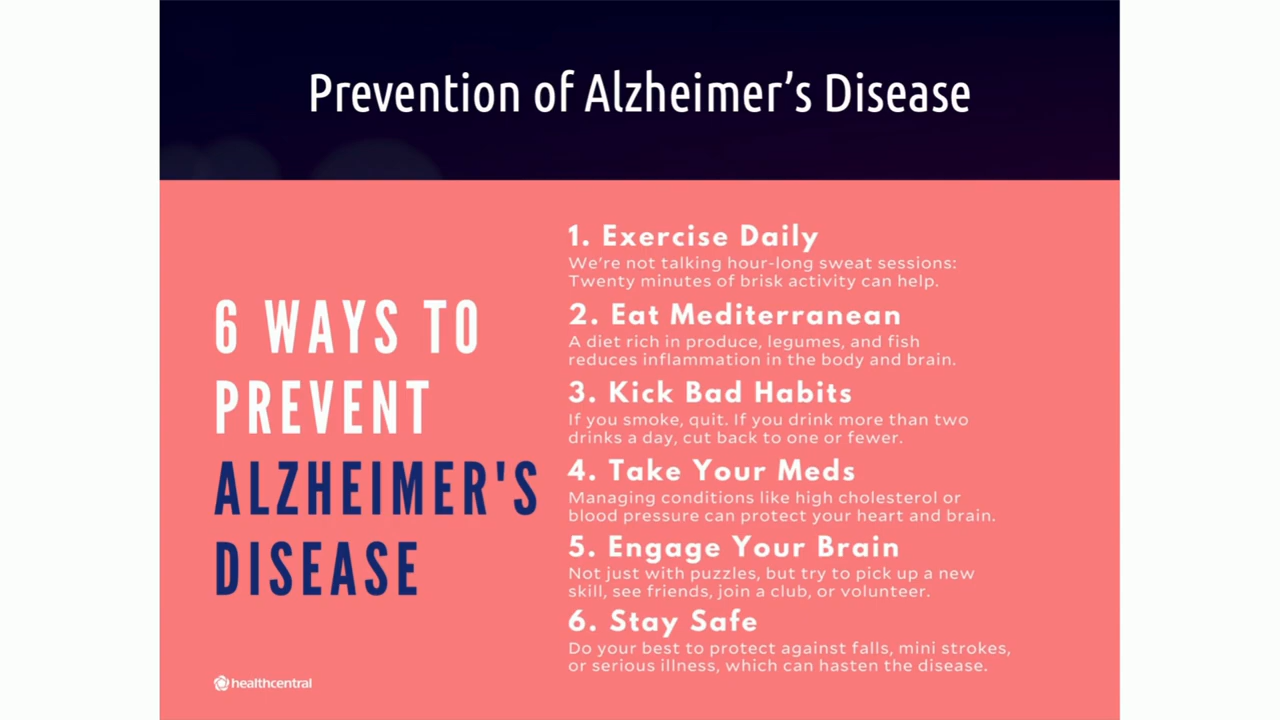 Prevention of Alzheimer's Disease
6 WAYS TO
PREVENT
ALZHEIMER'S
DISEASE
1. Exercise Daily
We're not talking hour-long sweat sessions:
Twenty minutes of brisk activity can help.
2. Eat Mediterranean
A diet rich in produce, legumes, and fish
reduces inflammation in the body and brain.
3. Kick Bad Habits
If you smoke, quit. If you drink more than two
drinks a day, cut back to one or fewer.
4. Take Your Meds
Managing conditions like high cholesterol or
blood pressure can protect your heart and brain.
5. Engage Your Brain
Not just with puzzles, but try to pick up a new
skill, see friends, join a club, or volunteer.
6. Stay Safe
Do your best to protect against falls, mini strokes,
or serious illness, which can hasten the disease.
healthcentral